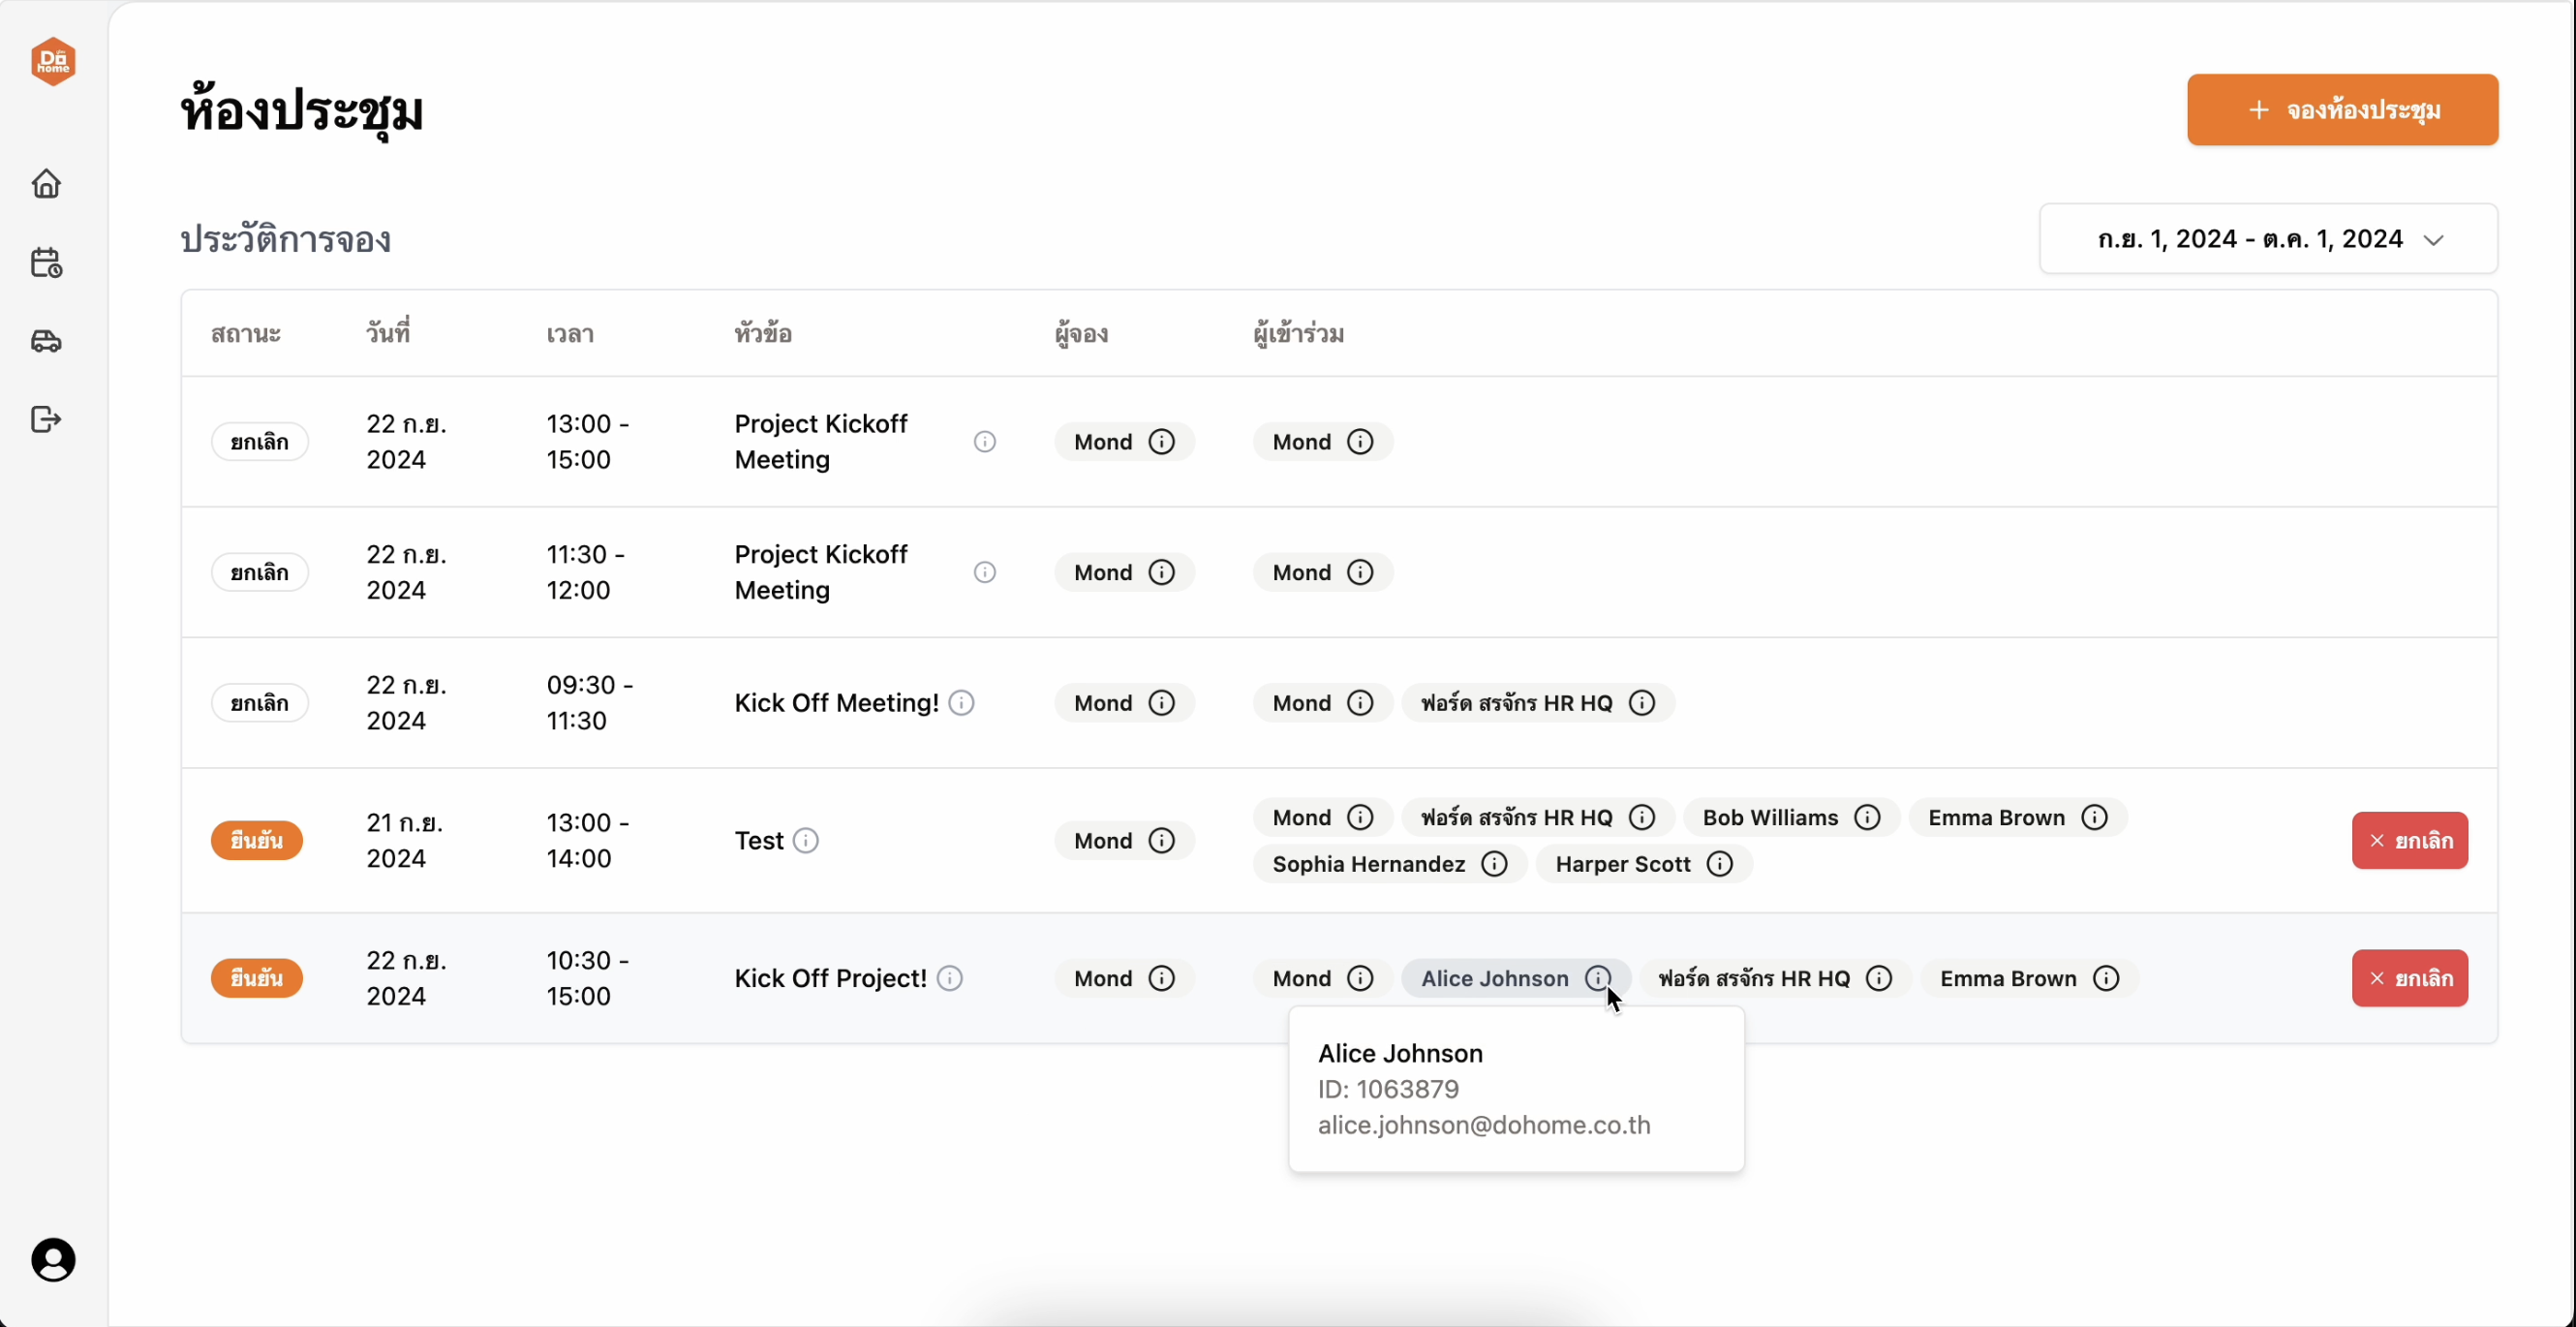 Do
home
ห้องประชุม
+ จองห้องประชุม
ประวัติการจอง
ก.ย. 1, 2024 - ต.ค. 1, 2024
สถานะ วันที่ เวลา หัวข้อ ผู้จอง ผู้เข้าร่วม
ยกเลิก 22 ก.ย. 2024 13:00 - 15:00 Project Kickoff Meeting Mond Mond
ยกเลิก 22 ก.ย. 2024 11:30 - 12:00 Project Kickoff Meeting Mond Mond
ยกเลิก 22 ก.ย. 2024 09:30 - 11:30 Kick Off Meeting! Mond Mond ฟอร์ด สรจักร HR HQ
ยืนยัน 21 ก.ย. 2024 13:00 - 14:00 Test Mond Mond ฟอร์ด สรจักร HR HQ Bob Williams Emma Brown
Sophia Hernandez Harper Scott
× ยกเลิก
ยืนยัน 22 ก.ย. 2024 10:30 - 15:00 Kick Off Project! Mond Mond Alice Johnson ฟอร์ด สรจักร HR HQ Emma Brown × ยกเลิก
Alice Johnson
ID: 1063879
alice.johnson@dohome.co.th